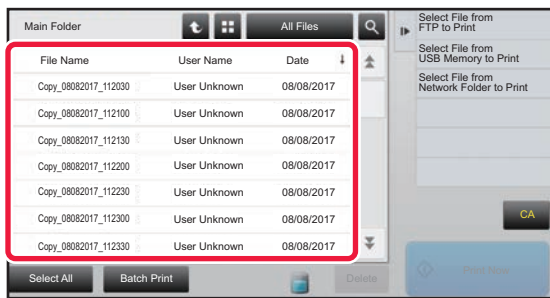 Main Folder
All Files
File Name User Name Date
Copy_08082017_112030 User Unknown 08/08/2017
Copy_08082017_112100 User Unknown 08/08/2017
Copy_08082017_112130 User Unknown 08/08/2017
Copy_08082017_112200 User Unknown 08/08/2017
Copy_08082017_112230 User Unknown 08/08/2017
Copy_08082017_112300 User Unknown 08/08/2017
Copy_08082017_112330 User Unknown 08/08/2017
Select All
Batch Print
Delete
Select File from
FTP to Print
Select File from
USB Memory to Print
Select File from
Network Folder to Print
CA
Print Now